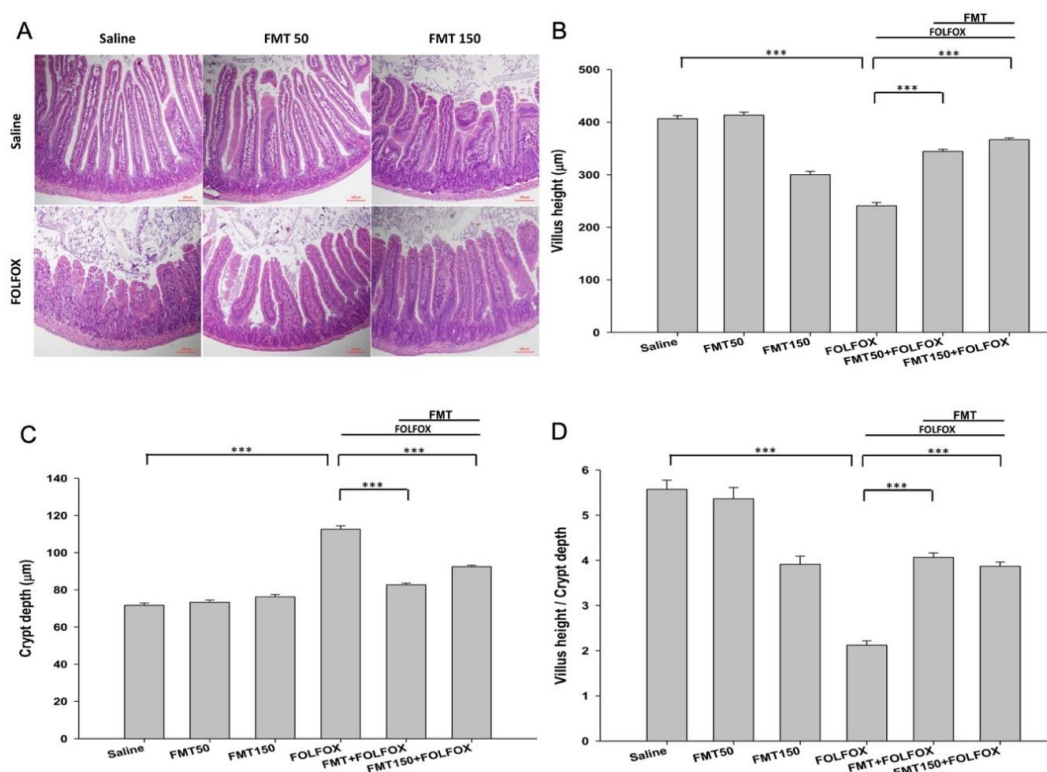 A
Saline
FMT 50
FMT 150
Saline
FOLFOX
B
FMT
FOLFOX
***
***
***
Villus height (μm)
500
400
300
200
100
0
Saline
FMT50
FMT150
FOLFOX
FMT50+FOLFOX
FMT150+FOLFOX
C
FMT
FOLFOX
***
***
***
Crypt depth (μm)
140
120
100
80
60
40
20
0
Saline
FMT50
FMT150
FOLFOX
FMT+FOLFOX
FMT150+FOLFOX
D
FMT
FOLFOX
***
***
***
Villus height / Crypt depth
6
5
4
3
2
1
0
Saline
FMT50
FMT150
FOLFOX
FMT+FOLFOX
FMT150+FOLFOX